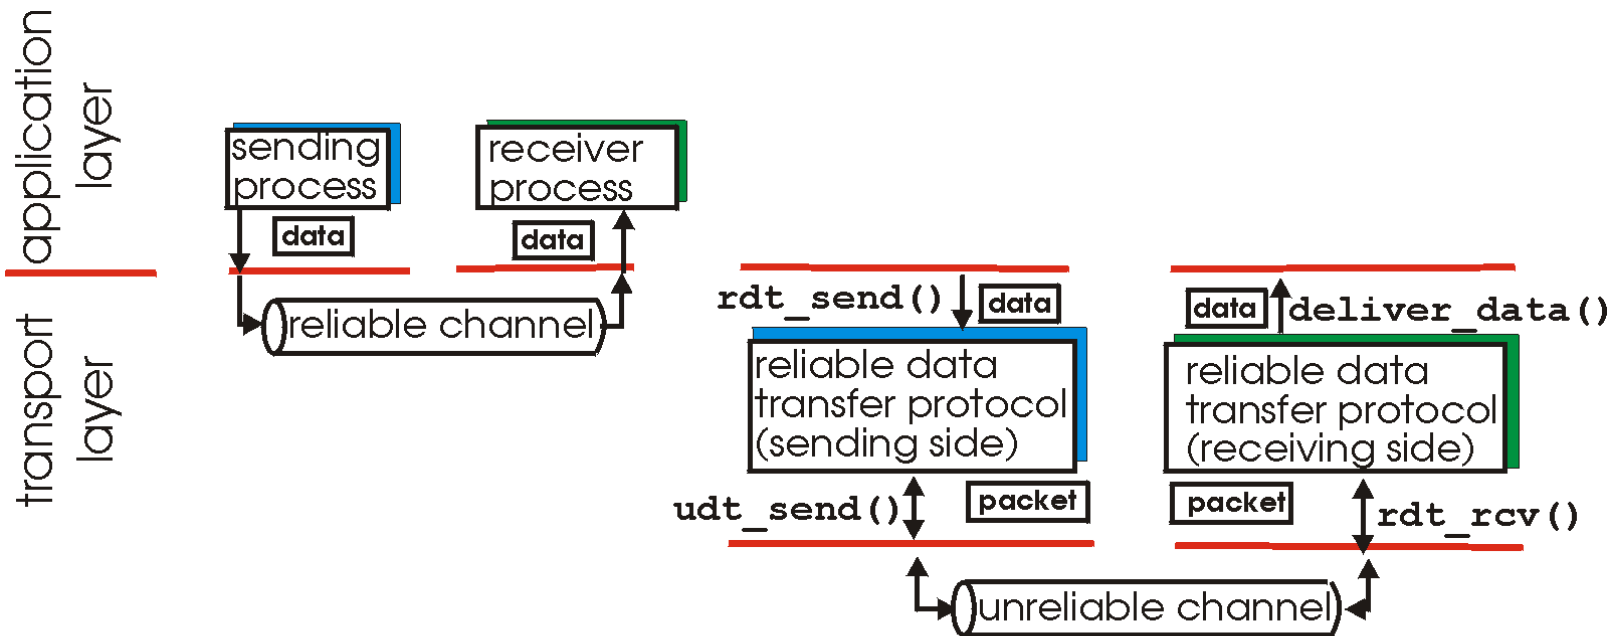 application
layer
transport
layer
sending
process
receiver
process
data
data
reliable channel
rdt_send()
data
data
deliver_data()
reliable data
transfer protocol
(sending side)
reliable data
transfer protocol
(receiving side)
udt_send()
packet
packet
rdt_rcv()
unreliable channel